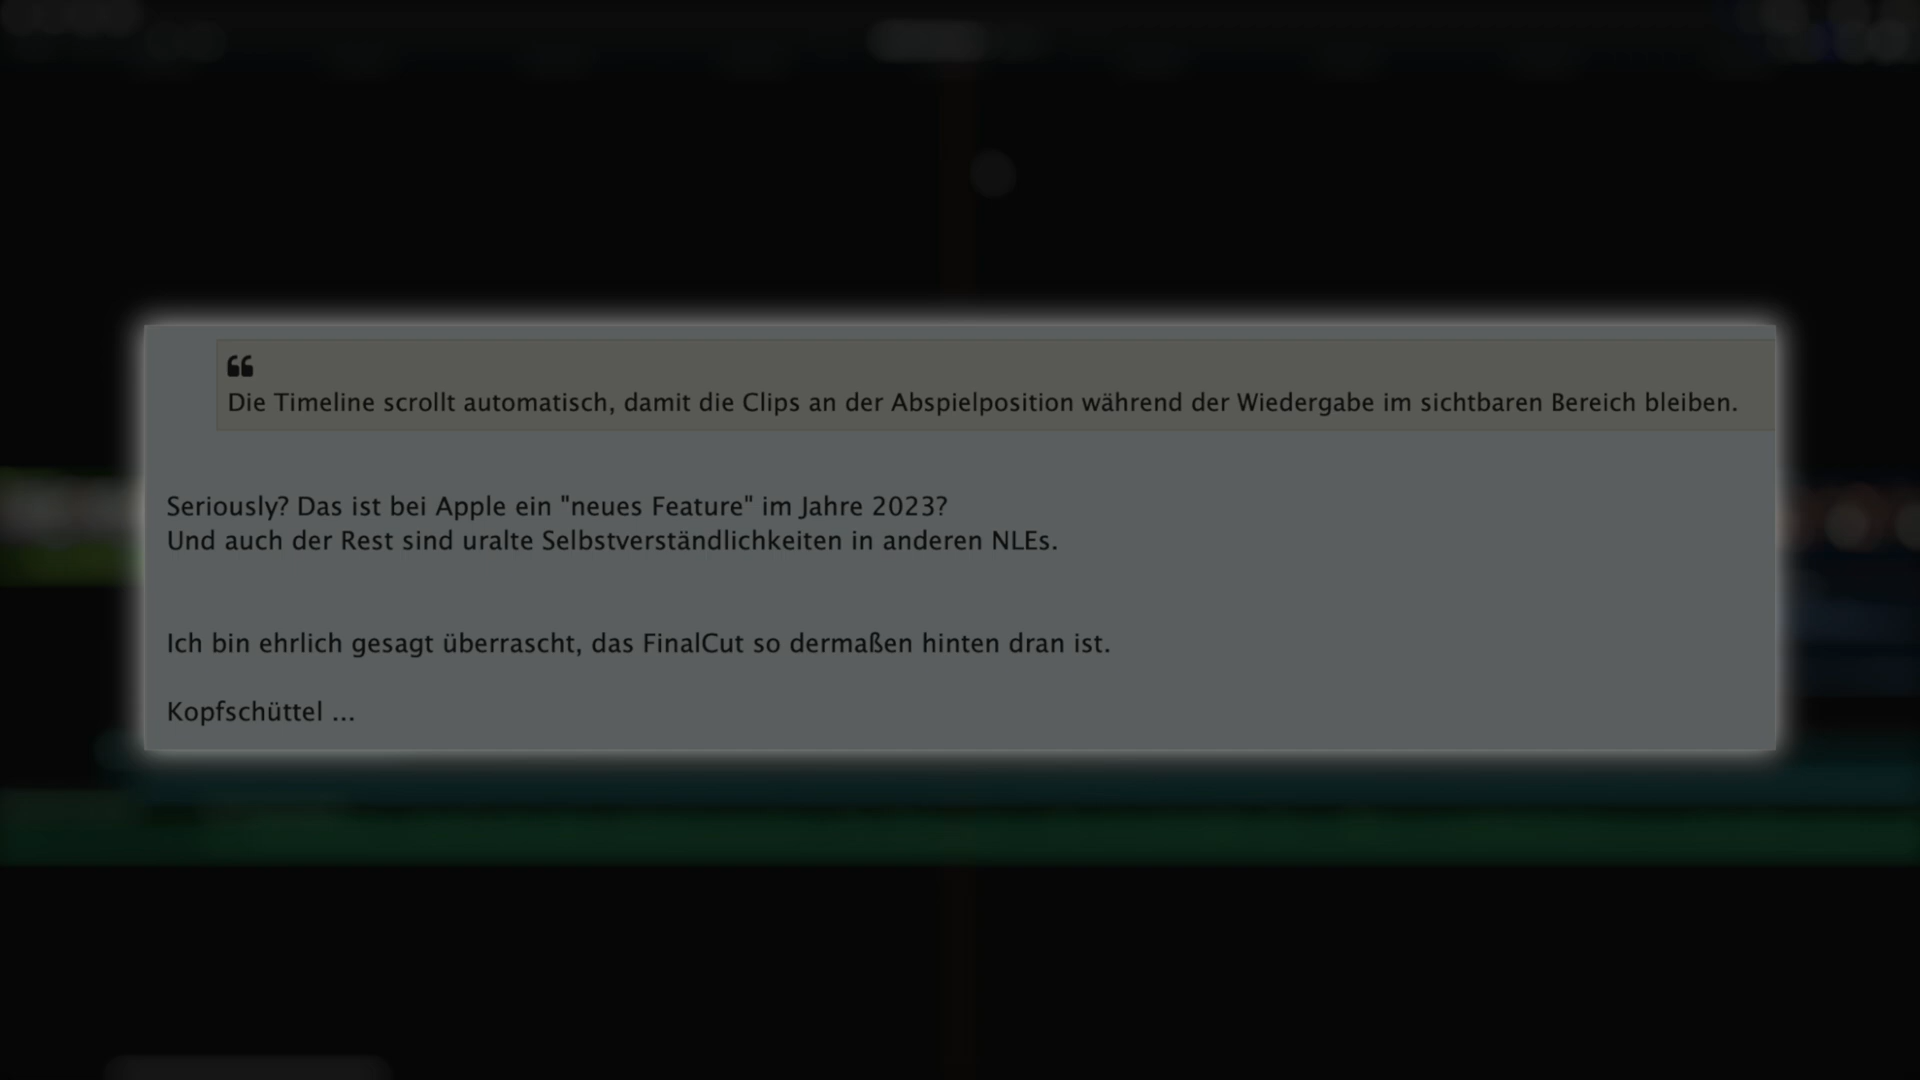 Die Timeline scrollt automatisch, damit die Clips an der Abspielposition während der Wiedergabe im sichtbaren Bereich bleiben.
Seriously? Das ist bei Apple ein "neues Feature" im Jahre 2023?
Und auch der Rest sind uralte Selbstverständlichkeiten in anderen NLEs.
Ich bin ehrlich gesagt überrascht, das FinalCut so dermaßen hinten dran ist.
Kopfschüttel ...